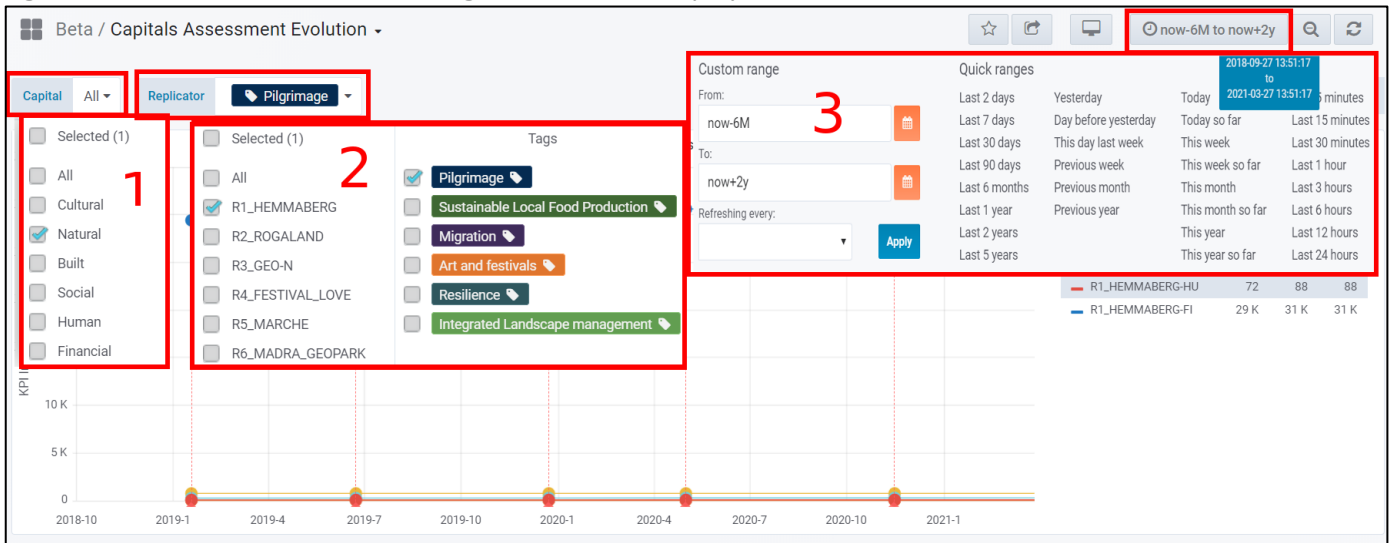 Beta / Capitals Assessment Evolution
now-6M to now+2y
2018-09-27 13:51:17
to
2021-03-27 13:51:17
Capital All
Replicator Pilgrimage
1
Selected (1)
All
Cultural
Natural
Built
Social
Human
Financial
2
Selected (1)
All
R1_HEMMABERG
R2_ROGALAND
R3_GEO-N
R4_FESTIVAL_LOVE
R5_MARCHE
R6_MADRA_GEOPARK
Tags
Pilgrimage
Sustainable Local Food Production
Migration
Art and festivals
Resilience
Integrated Landscape management
3
Custom range
From:
now-6M
To:
now+2y
Refreshing every:
Apply
Quick ranges
Last 2 days
Last 7 days
Last 30 days
Last 90 days
Last 6 months
Last 1 year
Last 2 years
Last 5 years
Yesterday
Day before yesterday
This day last week
Previous week
Previous month
Previous year
Today
Today so far
This week
This week so far
This month
This month so far
This year
This year so far
minutes
Last 15 minutes
Last 30 minutes
Last 1 hour
Last 3 hours
Last 6 hours
Last 12 hours
Last 24 hours
R1_HEMMABERG-HU 72 88 88
R1_HEMMABERG-FI 29 K 31 K 31 K
KPI
10 K
5 K
0
2018-10 2019-1 2019-4 2019-7 2019-10 2020-1 2020-4 2020-7 2020-10 2021-1